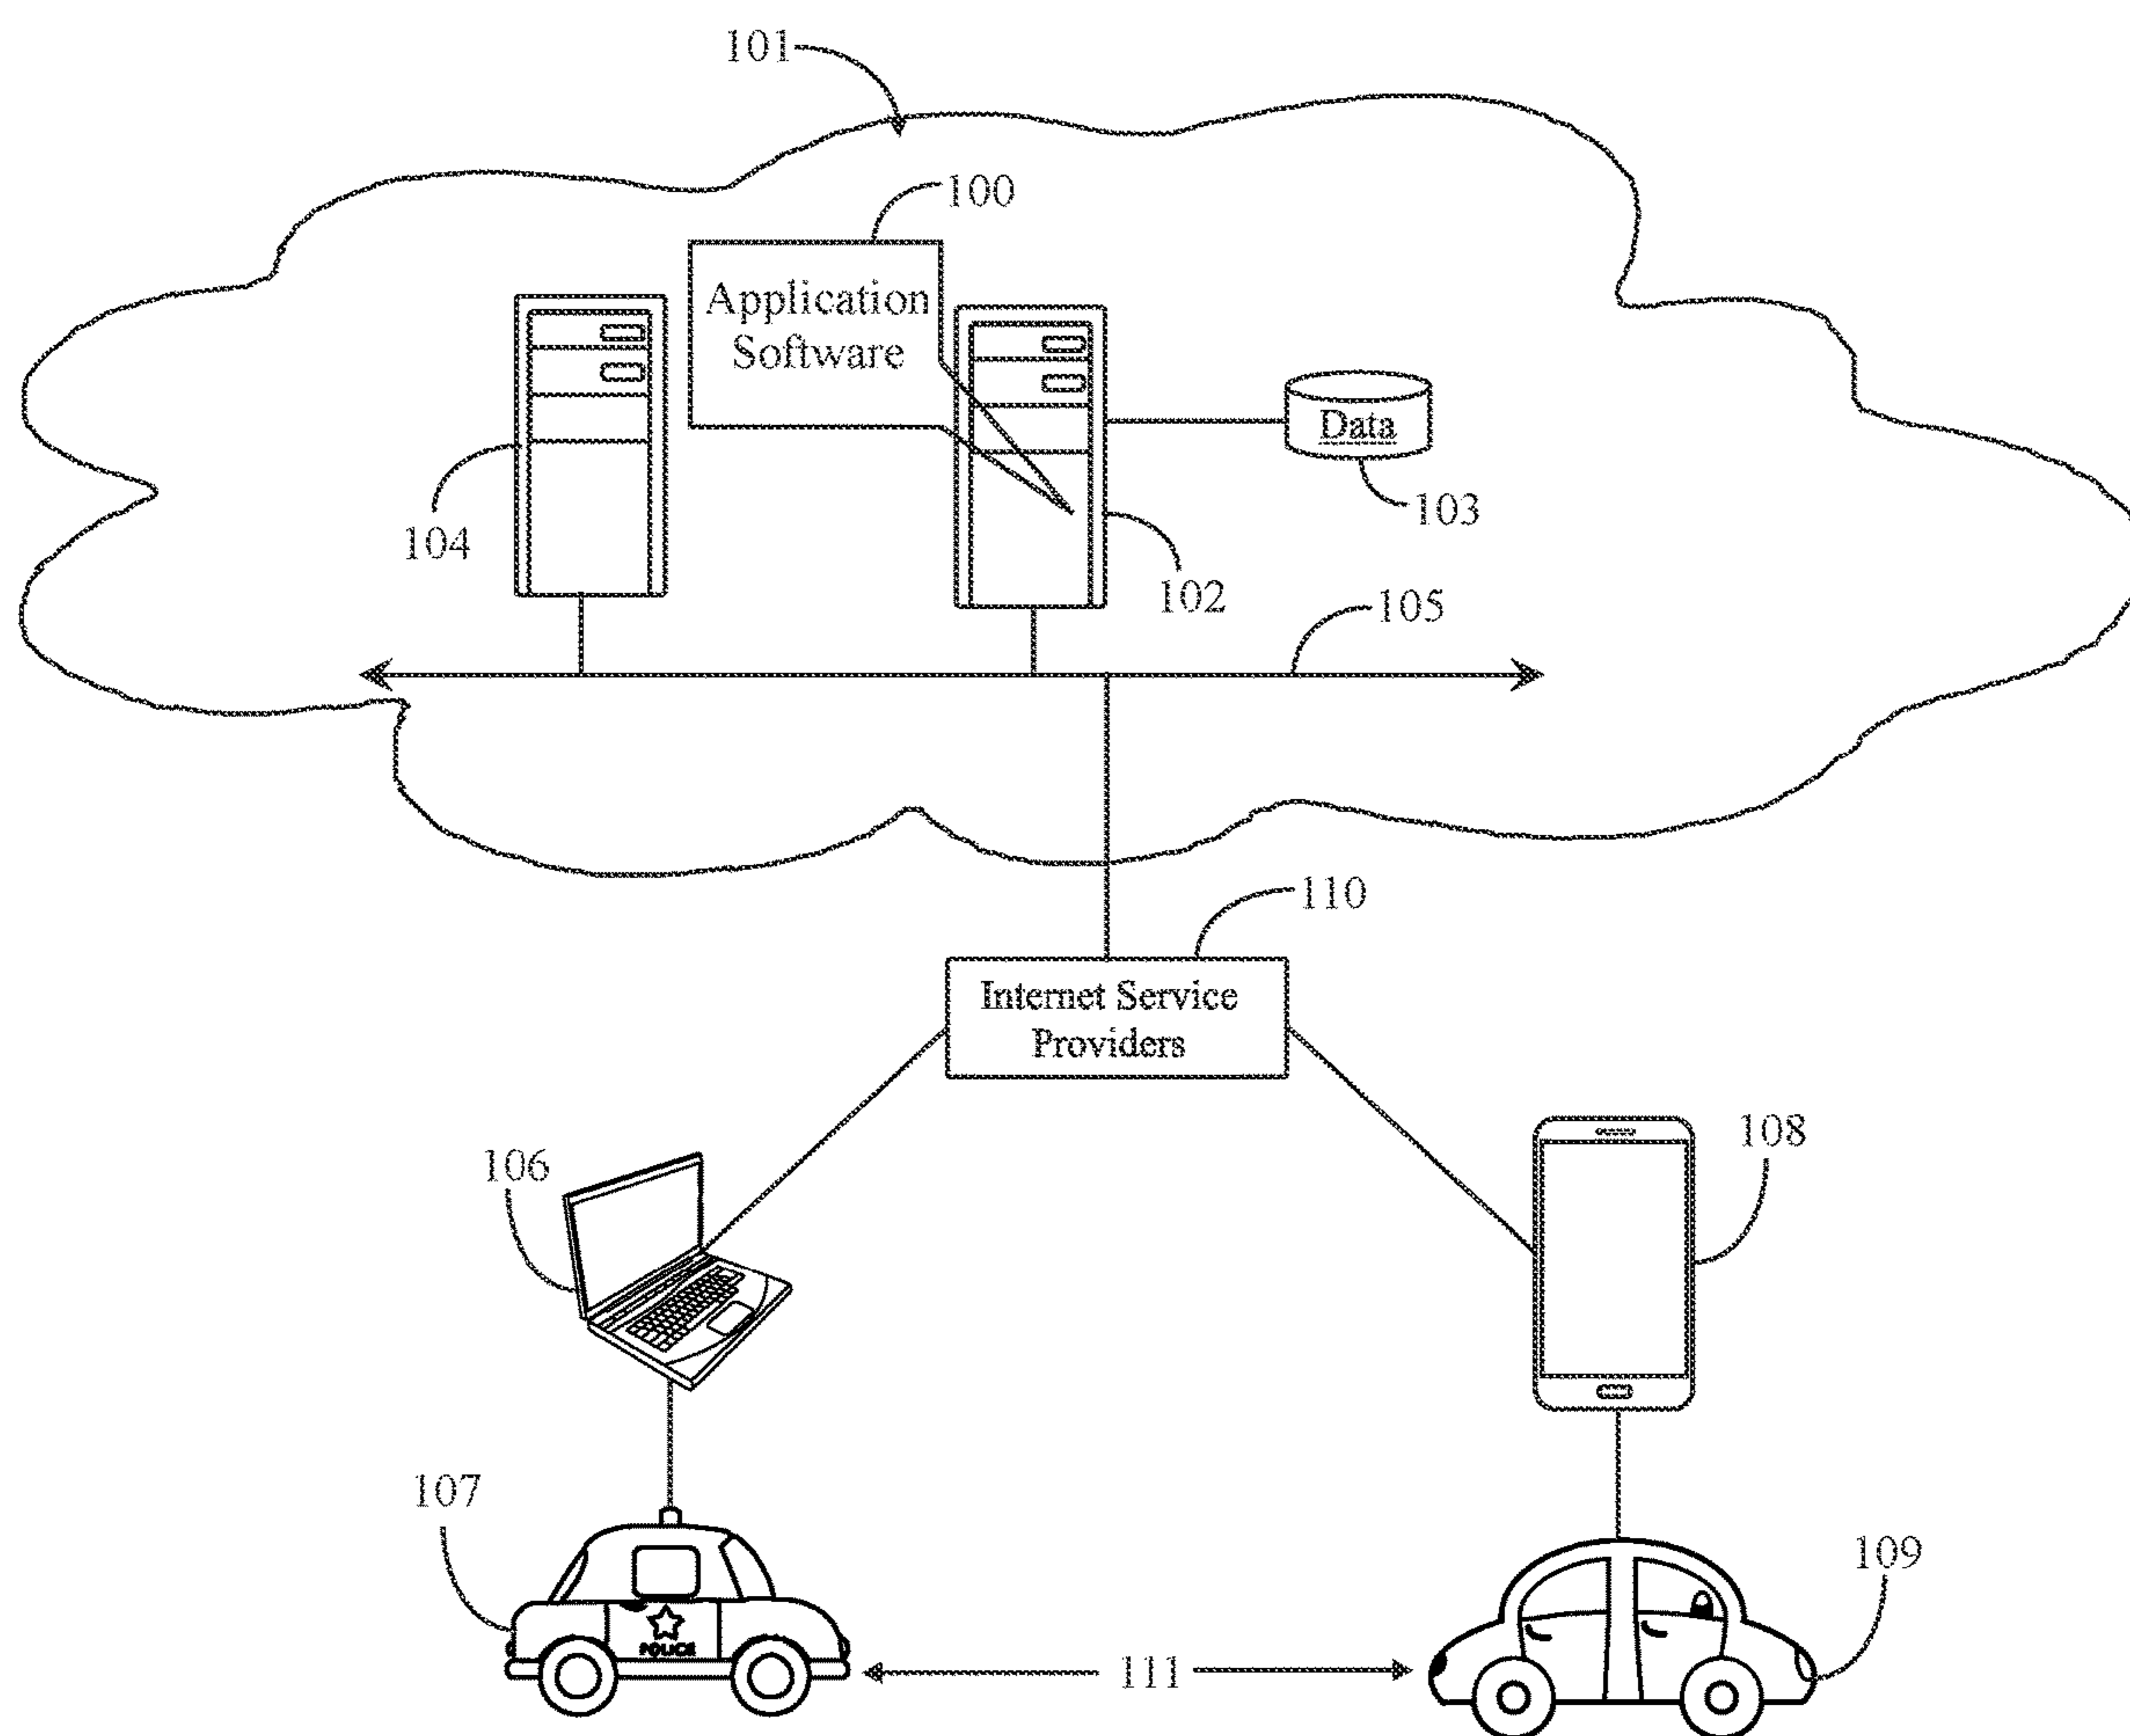 101
100
Application
Software
Data
103
104
102
105
110
Internet Service
Providers
106
108
107
109
POLICE
111